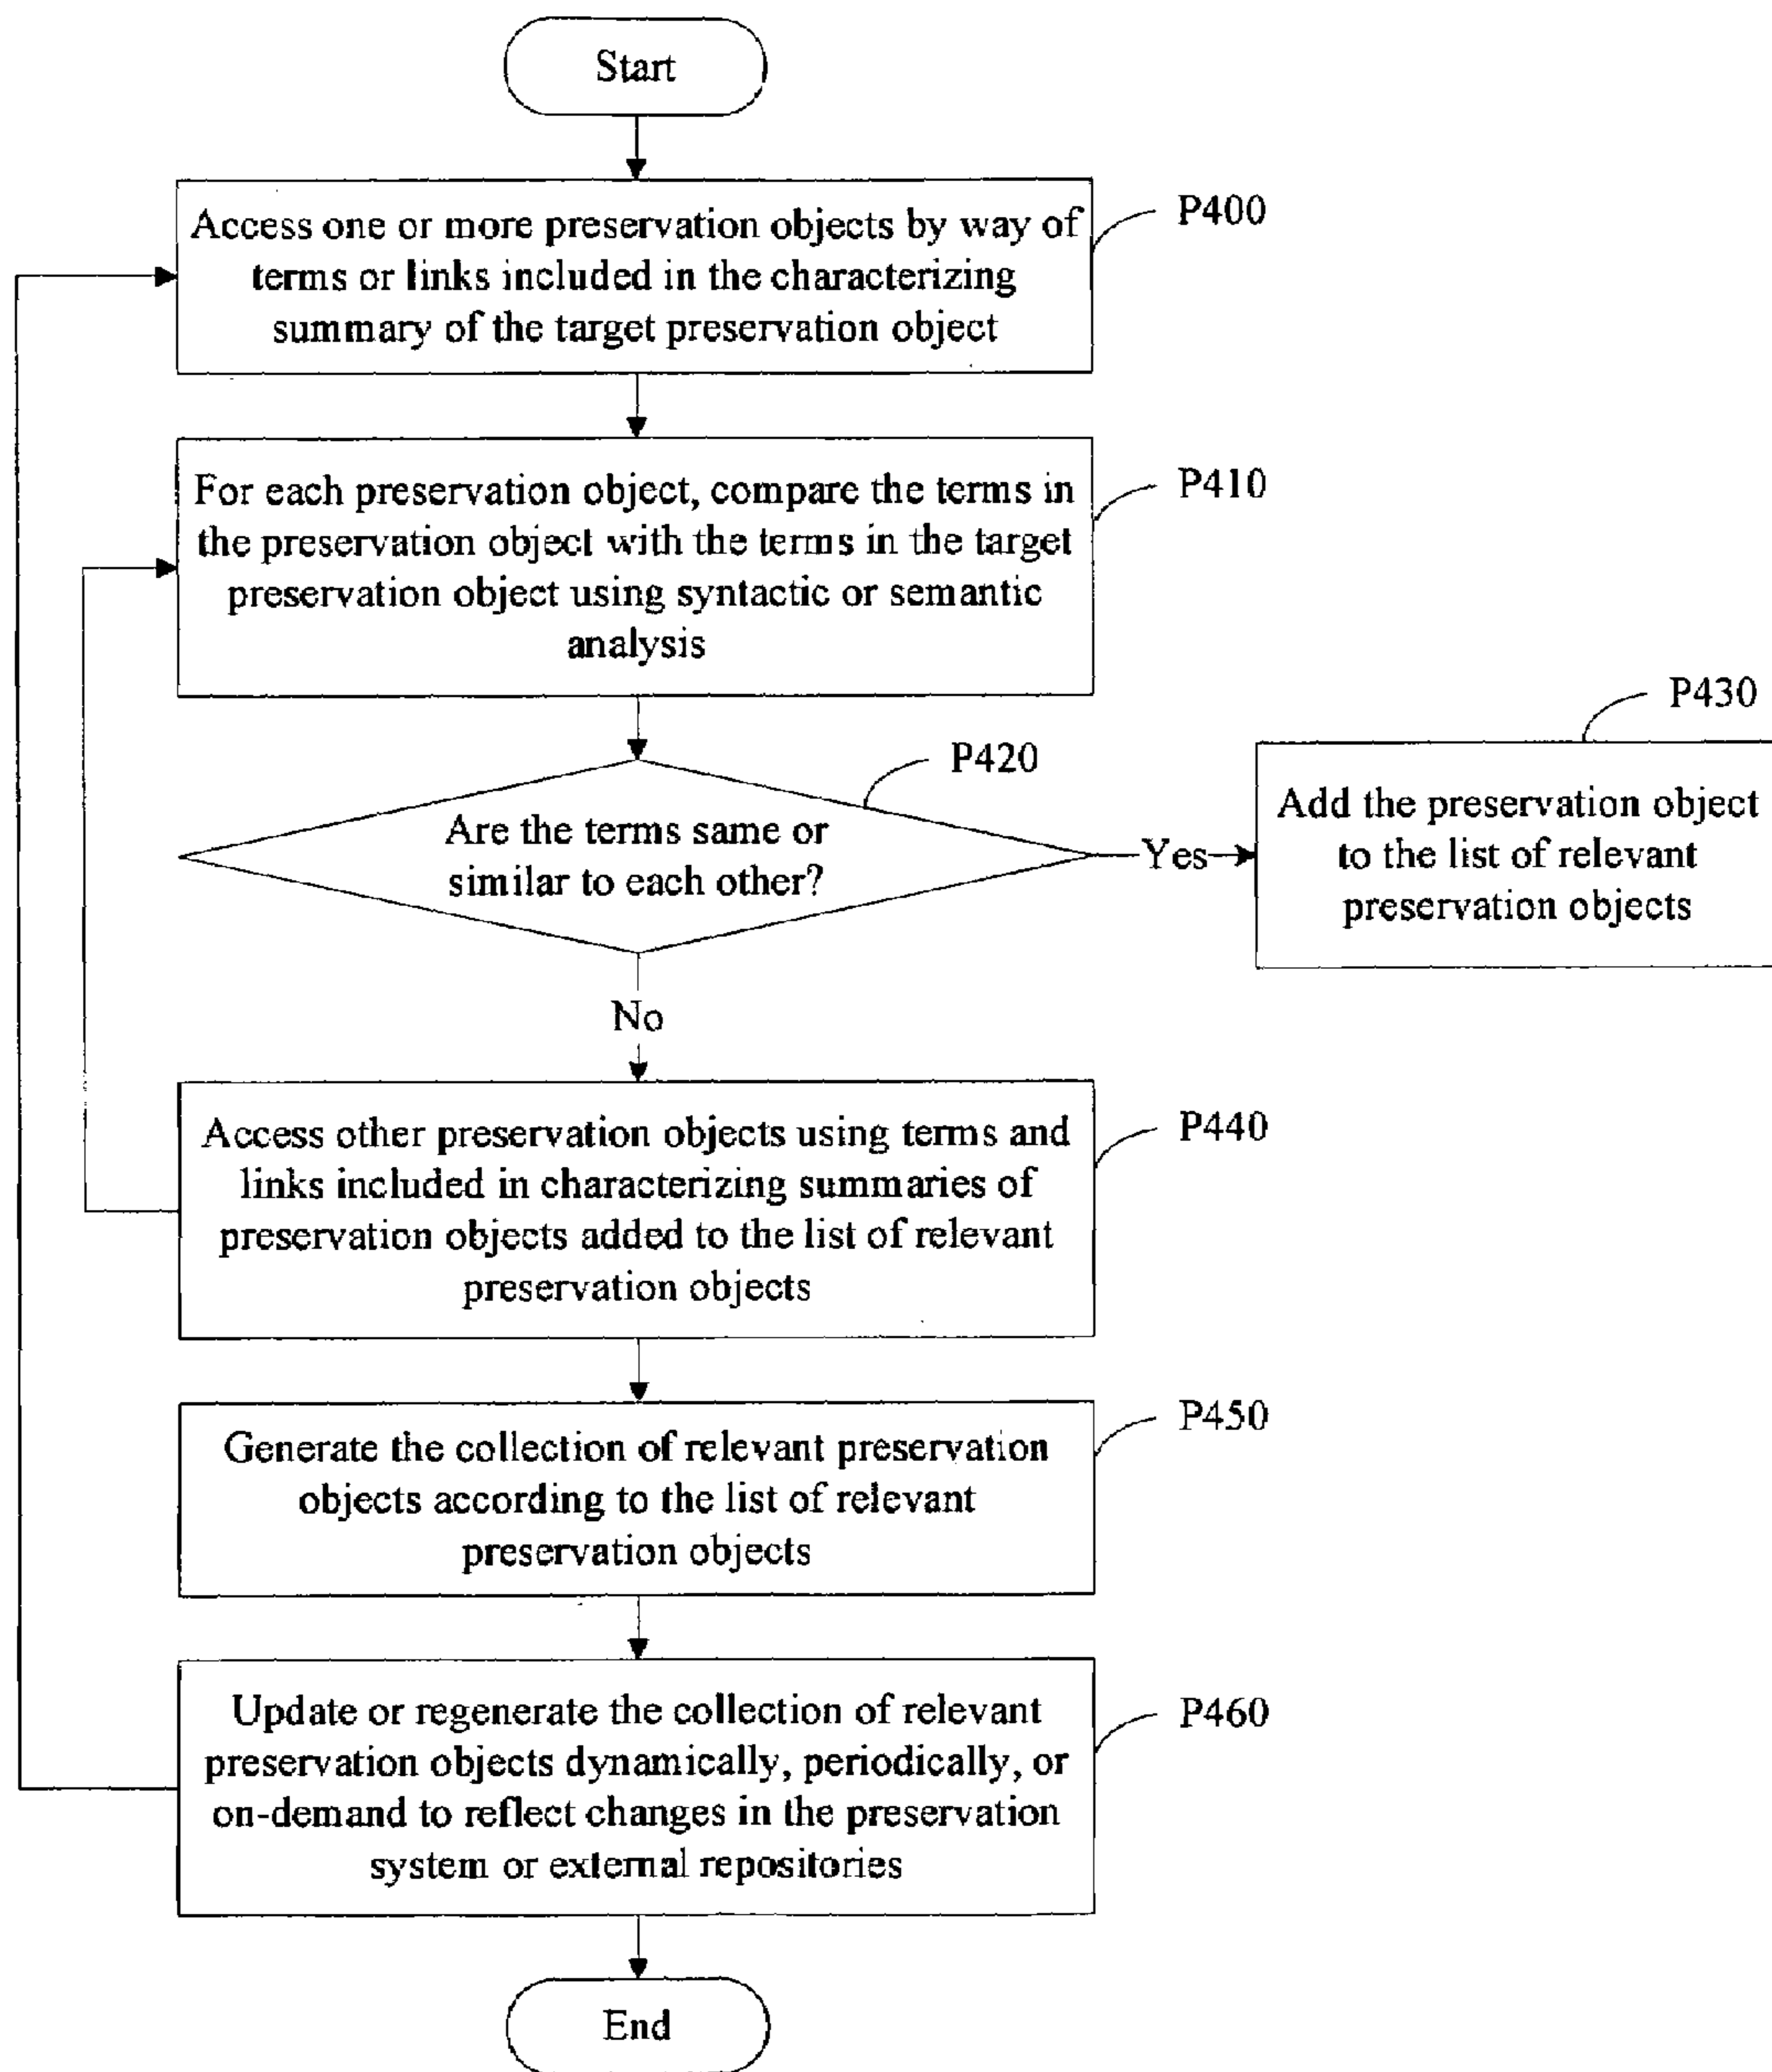 Start
Access one or more preservation objects by way of
terms or links included in the characterizing
summary of the target preservation object
P400
For each preservation object, compare the terms in
the preservation object with the terms in the target
preservation object using syntactic or semantic
analysis
P410
Are the terms same or
similar to each other?
P420
Yes
Add the preservation object
to the list of relevant
preservation objects
P430
No
Access other preservation objects using terms and
links included in characterizing summaries of
preservation objects added to the list of relevant
preservation objects
P440
Generate the collection of relevant preservation
objects according to the list of relevant
preservation objects
P450
Update or regenerate the collection of relevant
preservation objects dynamically, periodically, or
on-demand to reflect changes in the preservation
system or external repositories
P460
End